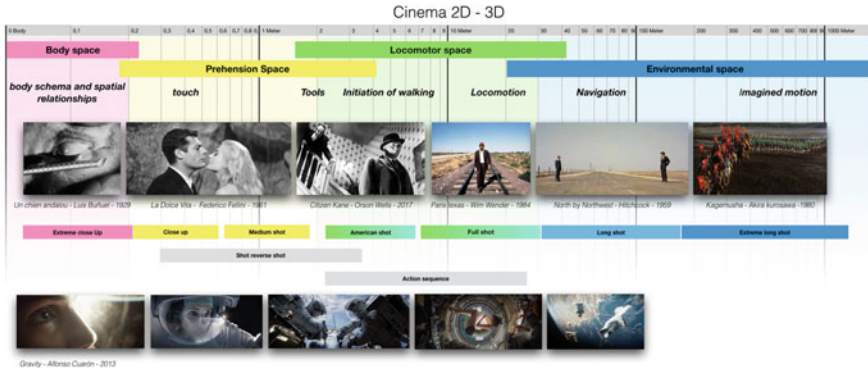 Cinema 2D - 3D
0 Body 0,1 0,2 0,3 0,4 0,5 0,6 0,7 0,8 0,9 1 Meter 2 3 4 5 6 7 8 9 10 Meter 20 30 40 50 60 70 80 9 100 Meter 200 300 400 500 600 700 800 9 1000 Meter
Body space
Locomotor space
Prehension Space
Environmental space
body schema and spatial
relationships
touch
Tools
Initiation of walking
Locomotion
Navigation
imagined motion
Un chien andalou - Luis Buñuel - 1929
La Dolce Vita - Federico Fellini - 1961
Citizen Kane - Orson Wells - 2017
Paris texas - Wim Wender - 1984
North by Northwest - Hitchcock - 1959
Kagemusha - Akira kurosawa -1980
Extreme close Up
Close up
Medium shot
American shot
Full shot
Long shot
Extreme long shot
Shot reverse shot
Action sequence
Gravity - Alfonso Cuarón - 2013